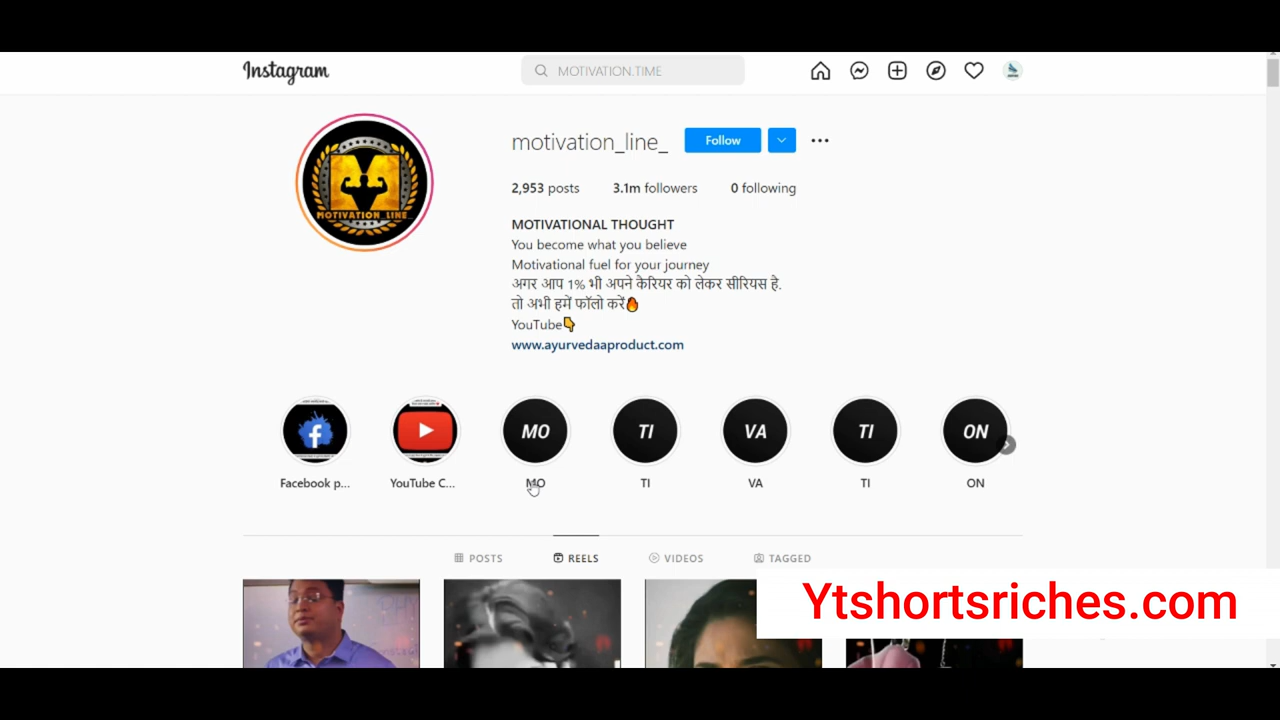 Instagram
MOTIVATION.TIME
motivation_line_
Follow
2,953 posts 3.1m followers 0 following
MOTIVATIONAL THOUGHT
You become what you believe
Motivational fuel for your journey
अगर आप 1% भी अपने कैरियर को लेकर सीरियस है.
तो अभी हमें फॉलो करें🔥
YouTube👇
www.ayurvedaaproduct.com
MOTIVATION_LINE_
MO TI VA TI ON
Facebook p... YouTube C... MO TI VA TI ON
POSTS REELS VIDEOS TAGGED
Ytshortsriches.com